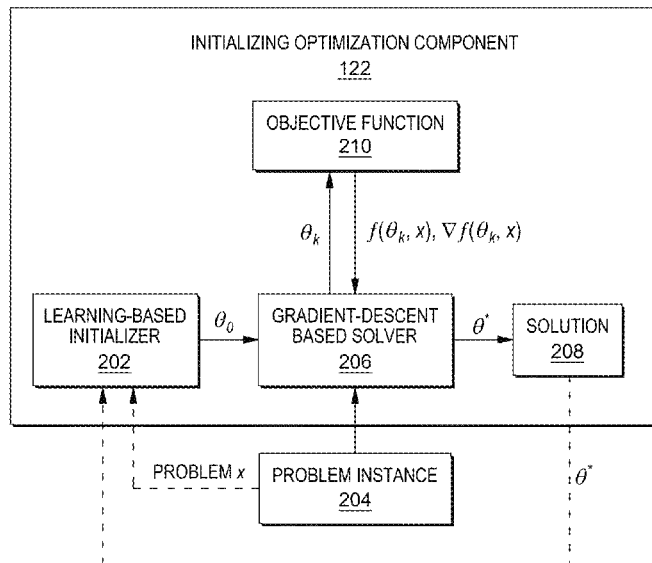 INITIALIZING OPTIMIZATION COMPONENT
122
OBJECTIVE FUNCTION
210
θk
f(θk, x), ∇f(θk, x)
LEARNING-BASED
INITIALIZER
202
θ0
GRADIENT-DESCENT
BASED SOLVER
206
θ*
SOLUTION
208
PROBLEM x
PROBLEM INSTANCE
204
θ*